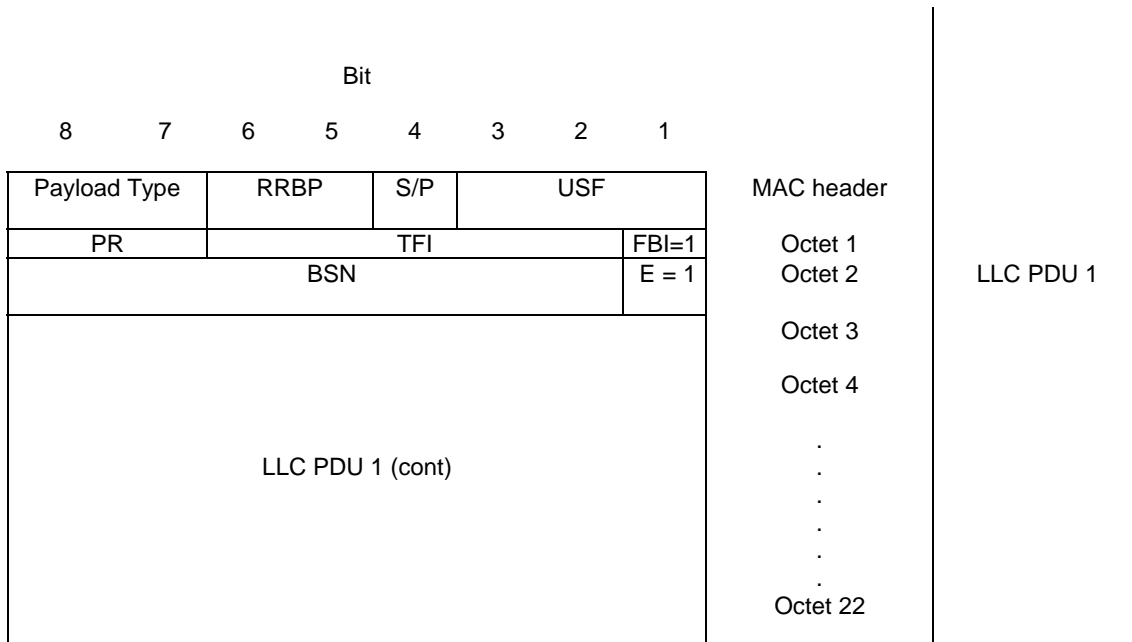 Bit
8 7 6 5 4 3 2 1
Payload Type RRBP S/P USF MAC header
PR TFI FBI=1 Octet 1
BSN E = 1 Octet 2 LLC PDU 1
Octet 3
Octet 4
.
LLC PDU 1 (cont) .
.
.
.
.
Octet 22